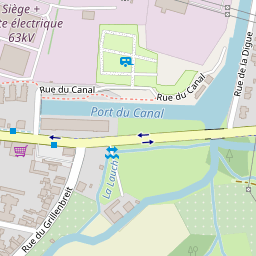 Siège +
te électrique
63kV
Rue du Canal
Rue du Canal
Rue de la Digue
Port du Canal
La Lauch
Rue du Grillenbreit